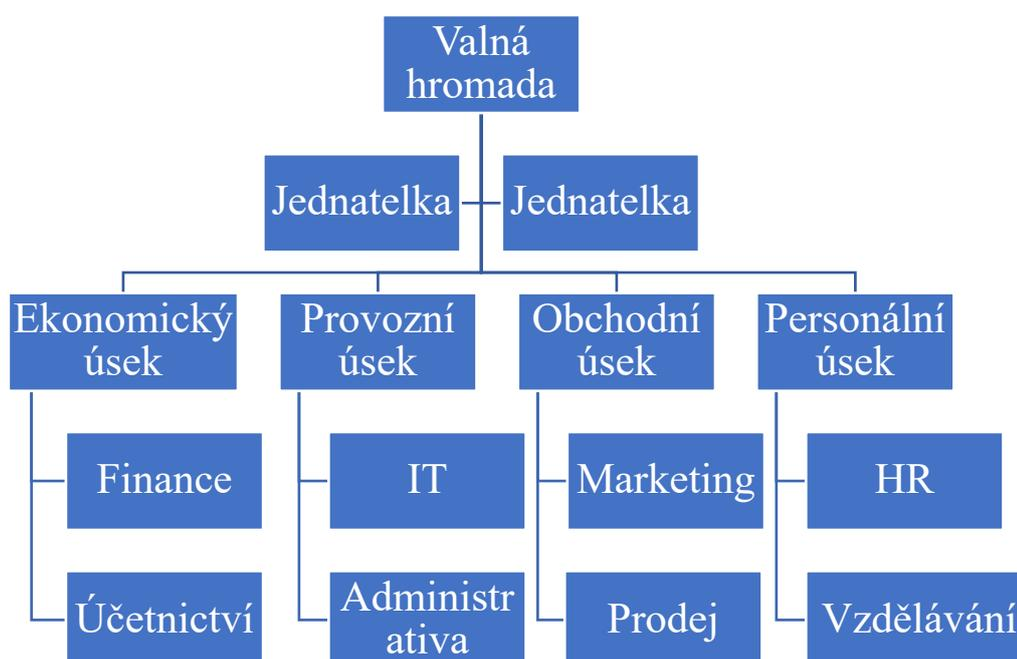 Valná
hromada
Jednatelka
Jednatelka
Ekonomický
úsek
Provozní
úsek
Obchodní
úsek
Personální
úsek
Finance
IT
Marketing
HR
Účetnictví
Administr
ativa
Prodej
Vzdělávání